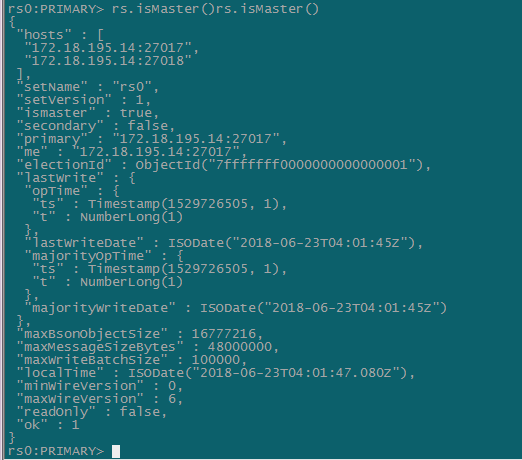 rs0:PRIMARY> rs.isMaster()rs.isMaster()
{
"hosts" : [
"172.18.195.14:27017",
"172.18.195.14:27018"
],
"setName" : "rs0",
"setVersion" : 1,
"ismaster" : true,
"secondary" : false,
"primary" : "172.18.195.14:27017",
"me" : "172.18.195.14:27017",
"electionId" : ObjectId("7fffffff0000000000000001"),
"lastWrite" : {
"opTime" : {
"ts" : Timestamp(1529726505, 1),
"t" : NumberLong(1)
},
"lastWriteDate" : ISODate("2018-06-23T04:01:45Z"),
"majorityOpTime" : {
"ts" : Timestamp(1529726505, 1),
"t" : NumberLong(1)
},
"majorityWriteDate" : ISODate("2018-06-23T04:01:45Z")
},
"maxBsonObjectSize" : 16777216,
"maxMessageSizeBytes" : 48000000,
"maxWriteBatchSize" : 100000,
"localTime" : ISODate("2018-06-23T04:01:47.080Z"),
"minWireVersion" : 0,
"maxWireVersion" : 6,
"readOnly" : false,
"ok" : 1
}
rs0:PRIMARY>